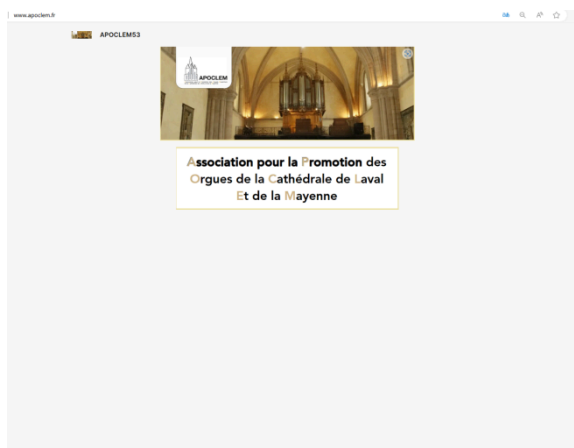 www.apoclem.fr
APOCLEM53
APOCLEM
Association pour la Promotion des
Orgues de la Cathédrale de Laval
Et de la Mayenne